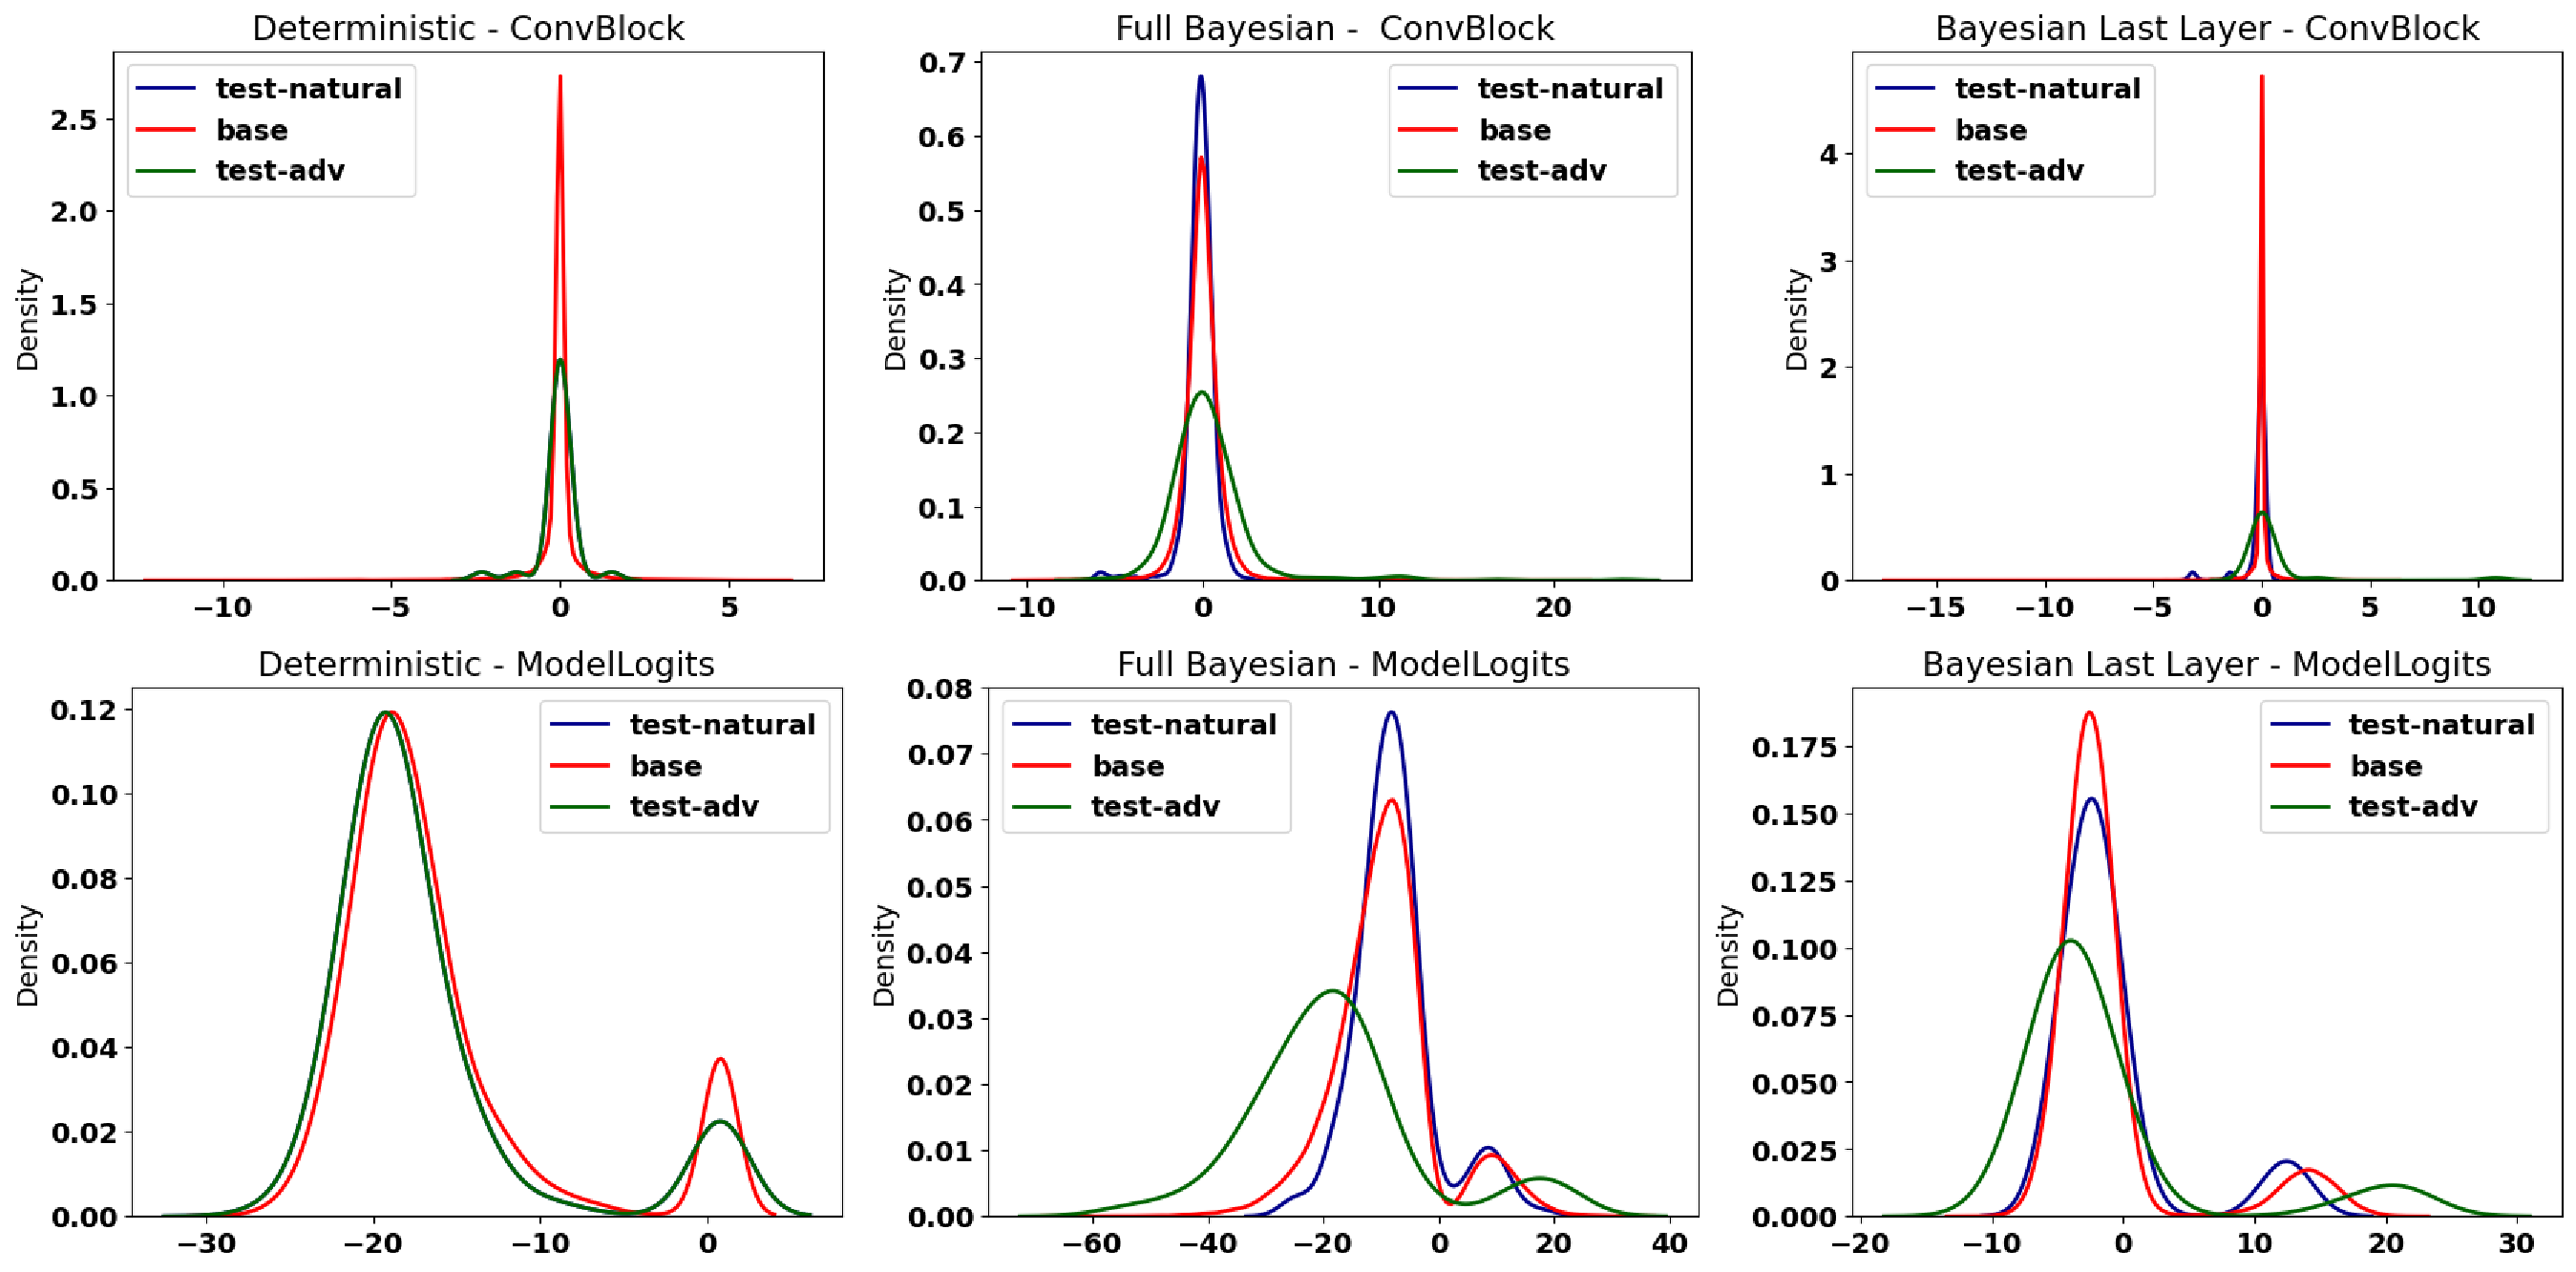 Deterministic - ConvBlock
test-natural
base
test-adv
Density
2.5
2.0
1.5
1.0
0.5
0.0
−10 −5 0 5
Full Bayesian - ConvBlock
test-natural
base
test-adv
Density
0.7
0.6
0.5
0.4
0.3
0.2
0.1
0.0
−10 0 10 20
Bayesian Last Layer - ConvBlock
test-natural
base
test-adv
Density
4
3
2
1
0
−15 −10 −5 0 5 10
Deterministic - ModelLogits
test-natural
base
test-adv
Density
0.12
0.10
0.08
0.06
0.04
0.02
0.00
−30 −20 −10 0
Full Bayesian - ModelLogits
test-natural
base
test-adv
Density
0.08
0.07
0.06
0.05
0.04
0.03
0.02
0.01
0.00
−60 −40 −20 0 20 40
Bayesian Last Layer - ModelLogits
test-natural
base
test-adv
Density
0.175
0.150
0.125
0.100
0.075
0.050
0.025
0.000
−20 −10 0 10 20 30